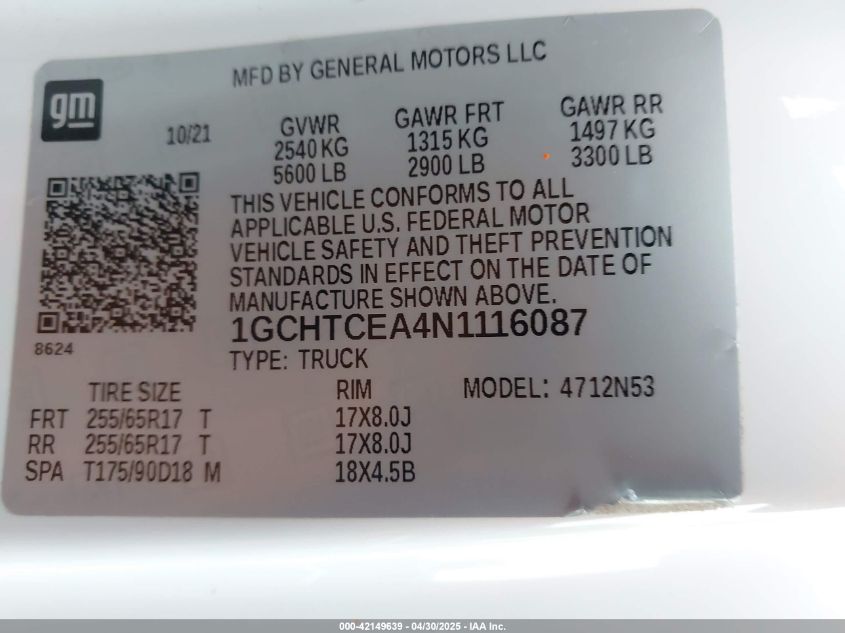 MFD BY GENERAL MOTORS LLC
gm
10/21
GVWR GAWR FRT GAWR RR
2540 KG 1315 KG 1497 KG
5600 LB 2900 LB 3300 LB
THIS VEHICLE CONFORMS TO ALL
APPLICABLE U.S. FEDERAL MOTOR
VEHICLE SAFETY AND THEFT PREVENTION
STANDARDS IN EFFECT ON THE DATE OF
MANUFACTURE SHOWN ABOVE.
1GCHTCEA4N1116087
8624
TYPE: TRUCK
TIRE SIZE RIM MODEL: 4712N53
FRT 255/65R17 T 17X8.0J
RR 255/65R17 T 17X8.0J
SPA T175/90D18 M 18X4.5B
000-42149639 - 04/30/2025 - IAA Inc.